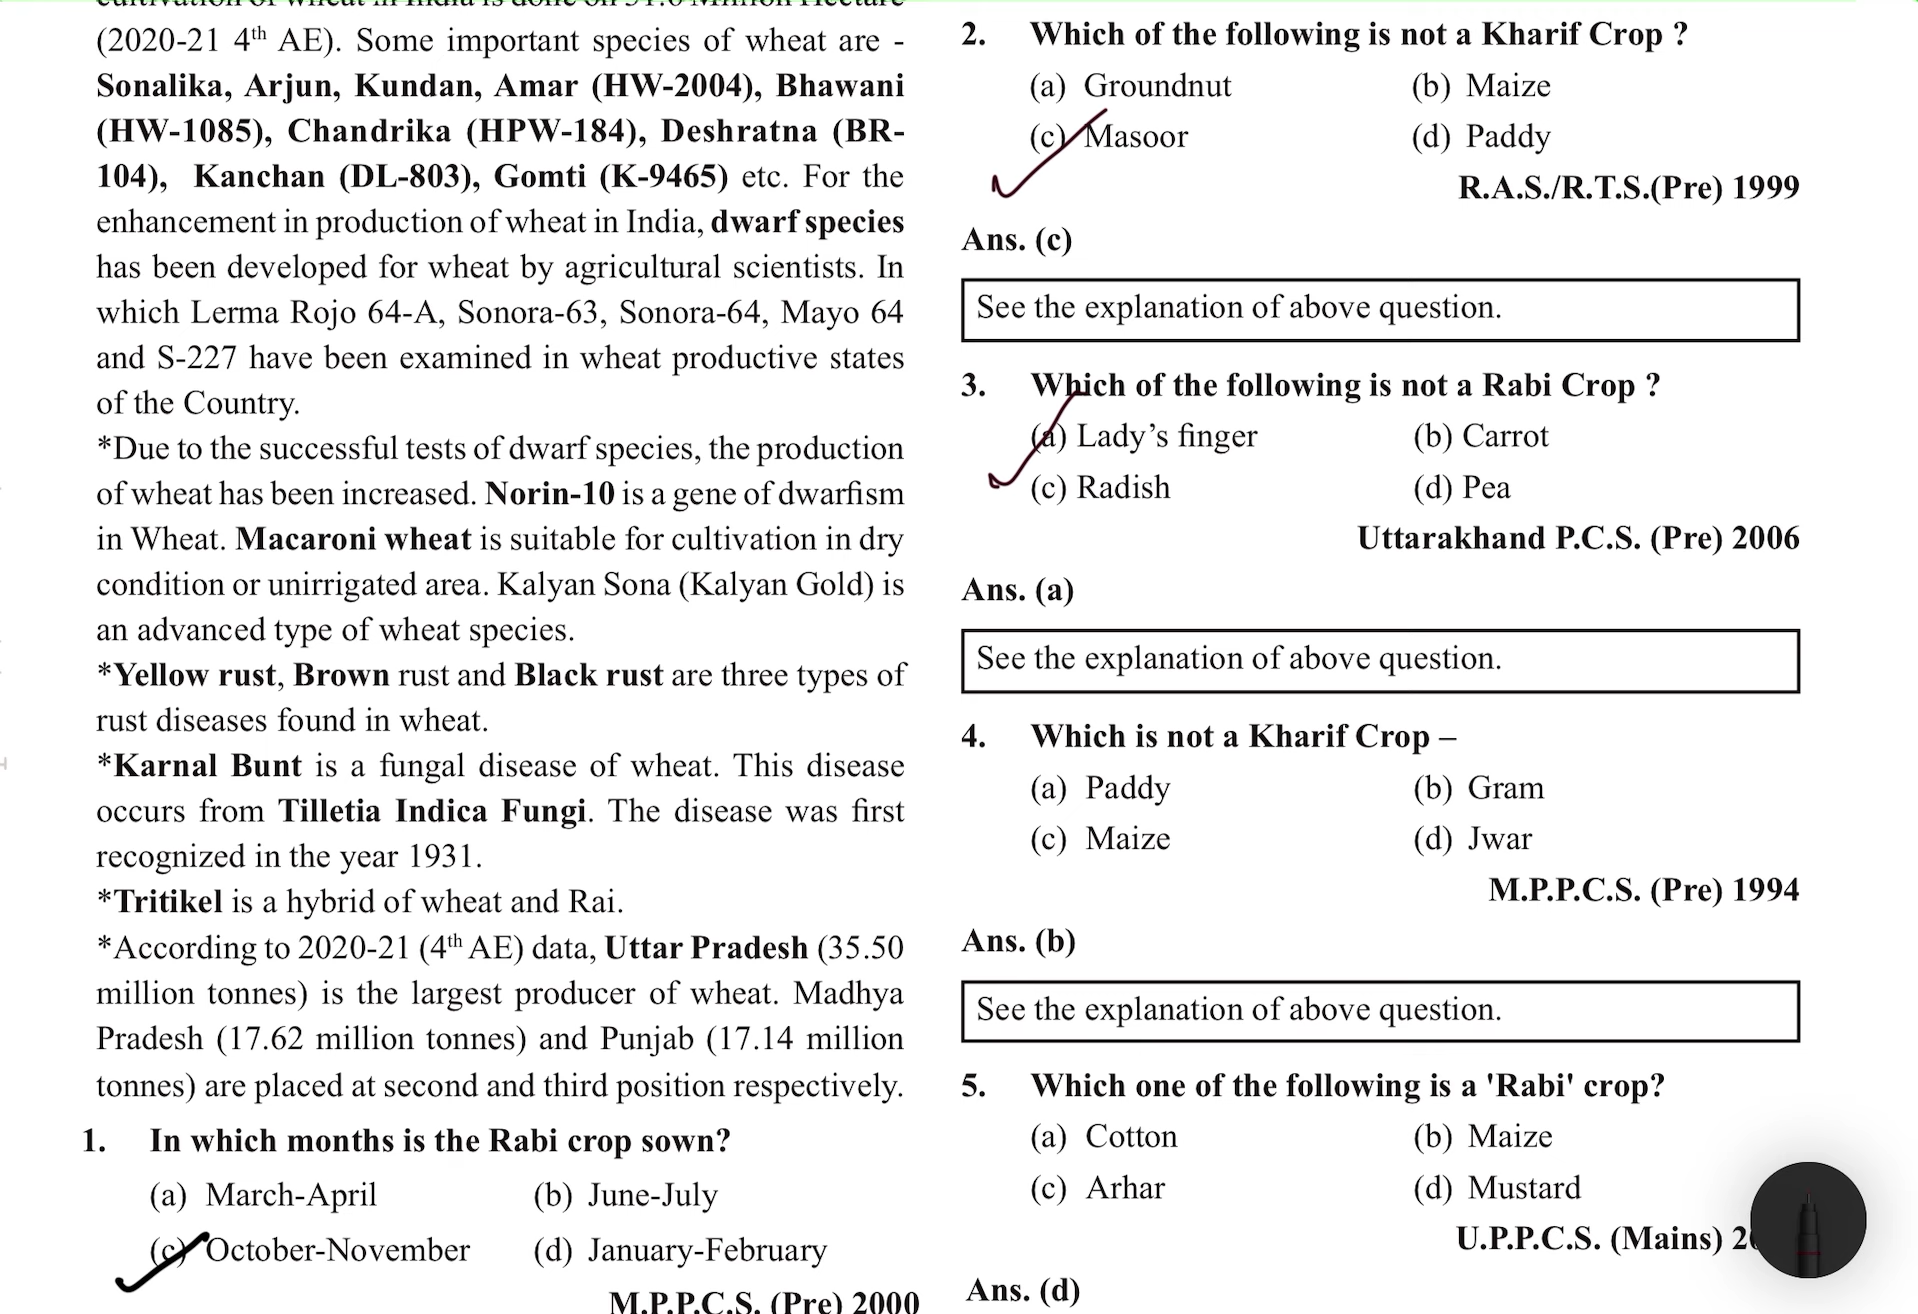 (2020-21 4th AE). Some important species of wheat are -
Sonalika, Arjun, Kundan, Amar (HW-2004), Bhawani
(HW-1085), Chandrika (HPW-184), Deshratna (BR-
104), Kanchan (DL-803), Gomti (K-9465) etc. For the
enhancement in production of wheat in India, dwarf species
has been developed for wheat by agricultural scientists. In
which Lerma Rojo 64-A, Sonora-63, Sonora-64, Mayo 64
and S-227 have been examined in wheat productive states
of the Country.
*Due to the successful tests of dwarf species, the production
of wheat has been increased. Norin-10 is a gene of dwarfism
in Wheat. Macaroni wheat is suitable for cultivation in dry
condition or unirrigated area. Kalyan Sona (Kalyan Gold) is
an advanced type of wheat species.
*Yellow rust, Brown rust and Black rust are three types of
rust diseases found in wheat.
*Karnal Bunt is a fungal disease of wheat. This disease
occurs from Tilletia Indica Fungi. The disease was first
recognized in the year 1931.
*Tritikel is a hybrid of wheat and Rai.
*According to 2020-21 (4th AE) data, Uttar Pradesh (35.50
million tonnes) is the largest producer of wheat. Madhya
Pradesh (17.62 million tonnes) and Punjab (17.14 million
tonnes) are placed at second and third position respectively.
1. In which months is the Rabi crop sown?
(a) March-April (b) June-July
(c) October-November (d) January-February
M.P.P.C.S. (Pre) 2000
2. Which of the following is not a Kharif Crop ?
(a) Groundnut (b) Maize
(c) Masoor (d) Paddy
R.A.S./R.T.S.(Pre) 1999
Ans. (c)
See the explanation of above question.
3. Which of the following is not a Rabi Crop ?
(a) Lady's finger (b) Carrot
(c) Radish (d) Pea
Uttarakhand P.C.S. (Pre) 2006
Ans. (a)
See the explanation of above question.
4. Which is not a Kharif Crop –
(a) Paddy (b) Gram
(c) Maize (d) Jwar
M.P.P.C.S. (Pre) 1994
Ans. (b)
See the explanation of above question.
5. Which one of the following is a 'Rabi' crop?
(a) Cotton (b) Maize
(c) Arhar (d) Mustard
U.P.P.C.S. (Mains)
Ans. (d)